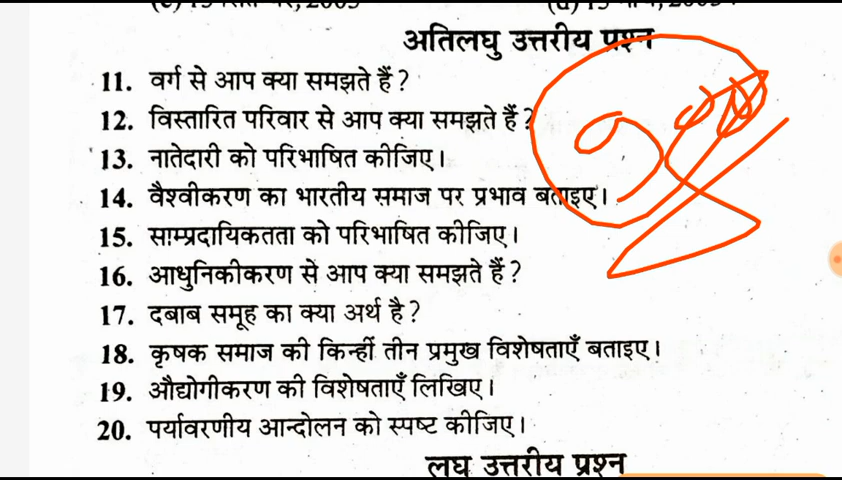 अतिलघु उत्तरीय प्रश्न
11. वर्ग से आप क्या समझते हैं?
12. विस्तारित परिवार से आप क्या समझते हैं?
13. नातेदारी को परिभाषित कीजिए।
14. वैश्वीकरण का भारतीय समाज पर प्रभाव बताइए।
15. साम्प्रदायिकतता को परिभाषित कीजिए।
16. आधुनिकीकरण से आप क्या समझते हैं?
17. दबाब समूह का क्या अर्थ है?
18. कृषक समाज की किन्हीं तीन प्रमुख विशेषताएँ बताइए।
19. औद्योगीकरण की विशेषताएँ लिखिए।
20. पर्यावरणीय आन्दोलन को स्पष्ट कीजिए।
लघु उत्तरीय प्रश्न